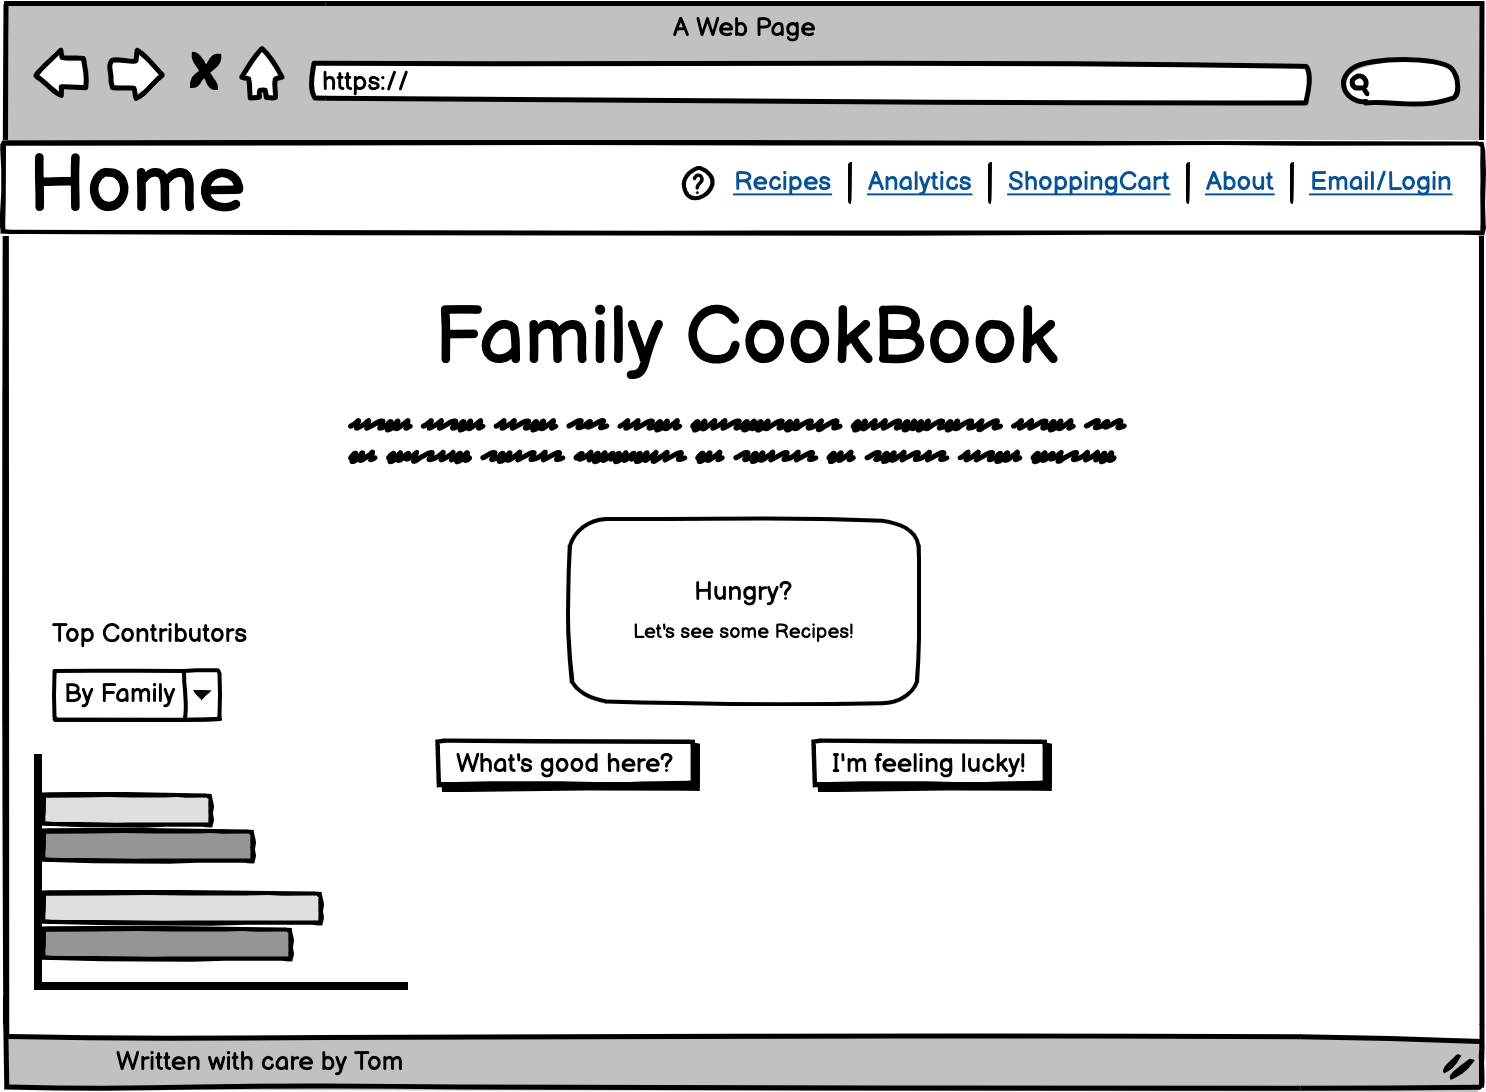 A Web Page
https://
Home
? Recipes Analytics ShoppingCart About Email/Login
Family CookBook
Hungry?
Let's see some Recipes!
Top Contributors
By Family
What's good here?
I'm feeling lucky!
Written with care by Tom